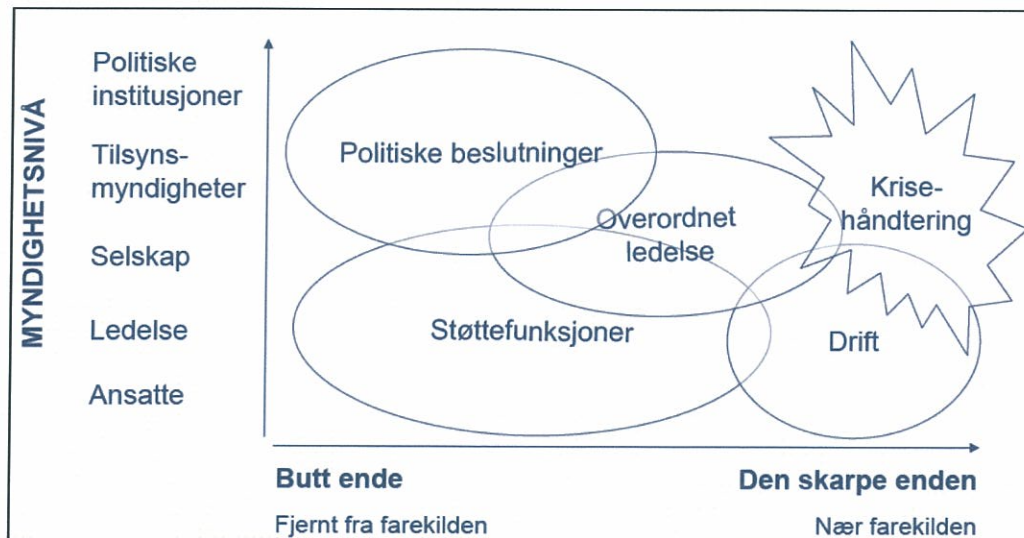 MYNDIGHETSNIVÅ
Politiske
institusjoner
Tilsyns-
myndigheter
Selskap
Ledelse
Ansatte
Politiske beslutninger
Overordnet
ledelse
Støttefunksjoner
Krise-
håndtering
Drift
Butt ende
Den skarpe enden
Fjernt fra farekilden
Nær farekilden